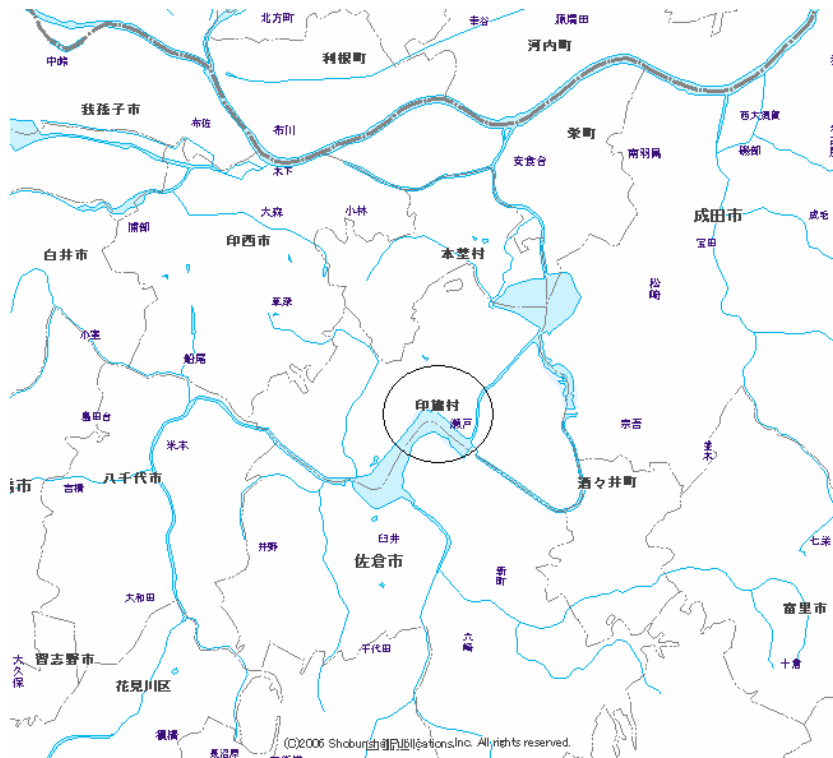 北方町
幸谷
利根町
河内町
中峠
我孫子市
布佐
布川
栄町
西大須賀
磯部
安食台
南羽鳥
木下
大森
小林
成田市
成毛
浦部
印西市
宝田
白井市
本埜村
松崎
草深
小室
船尾
印旛村
瀬戸
島田台
宗吾
並木
米本
八千代市
吉橋
酒々井町
臼井
井野
佐倉市
七栄
新町
大和田
富里市
千代田
六崎
大久保
習志野市
十倉
花見川区
横橋
長沼原
(C)2006 Shobunsha Publications,Inc. All rights reserved.